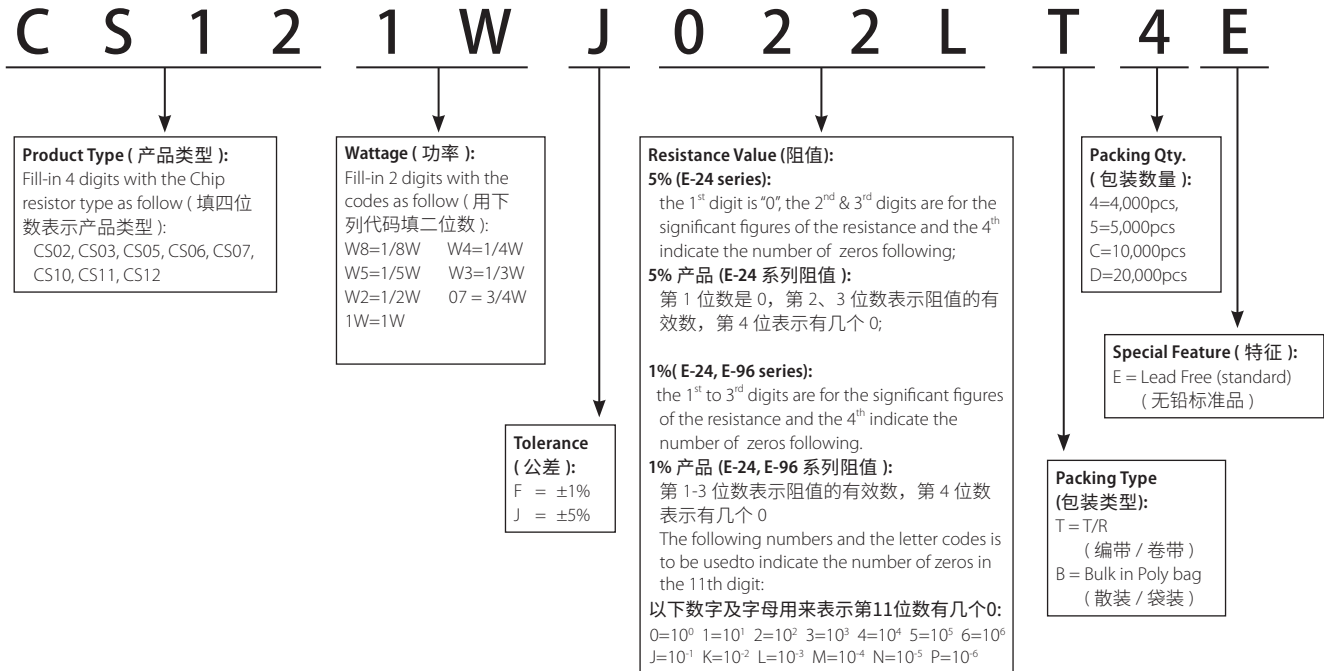 C S 1 2 1 W J 0 2 2 L T 4 E
Product Type ( 产品类型 ):
Fill-in 4 digits with the Chip
resistor type as follow ( 填四位
数表示产品类型 ):
CS02, CS03, CS05, CS06, CS07,
CS10, CS11, CS12
Wattage ( 功率 ):
Fill-in 2 digits with the
codes as follow ( 用下
列代码填二位数 ):
W8=1/8W W4=1/4W
W5=1/5W W3=1/3W
W2=1/2W 07 = 3/4W
1W=1W
Tolerance
( 公差 ):
F = ±1%
J = ±5%
Resistance Value (阻值):
5% (E-24 series):
the 1st digit is “0”, the 2nd & 3rd digits are for the
significant figures of the resistance and the 4th
indicate the number of zeros following;
5% 产品 (E-24 系列阻值 ):
第 1 位数是 0，第 2、3 位数表示阻值的有
效数，第 4 位表示有几个 0;
1%( E-24, E-96 series):
the 1st to 3rd digits are for the significant figures
of the resistance and the 4th indicate the
number of zeros following.
1% 产品 (E-24, E-96 系列阻值 ):
第 1-3 位数表示阻值的有效数，第 4 位数
表示有几个 0
The following numbers and the letter codes is
to be usedto indicate the number of zeros in
the 11th digit:
以下数字及字母用来表示第11位数有几个0:
0=10⁰ 1=10¹ 2=10² 3=10³ 4=10⁴ 5=10⁵ 6=10⁶
J=10⁻¹ K=10⁻² L=10⁻³ M=10⁻⁴ N=10⁻⁵ P=10⁻⁶
Packing Type
(包装类型):
T = T/R
( 编带 / 卷带 )
B = Bulk in Poly bag
( 散装 / 袋装 )
Packing Qty.
( 包装数量 ):
4=4,000pcs,
5=5,000pcs
C=10,000pcs
D=20,000pcs
Special Feature ( 特征 ):
E = Lead Free (standard)
( 无铅标准品 )